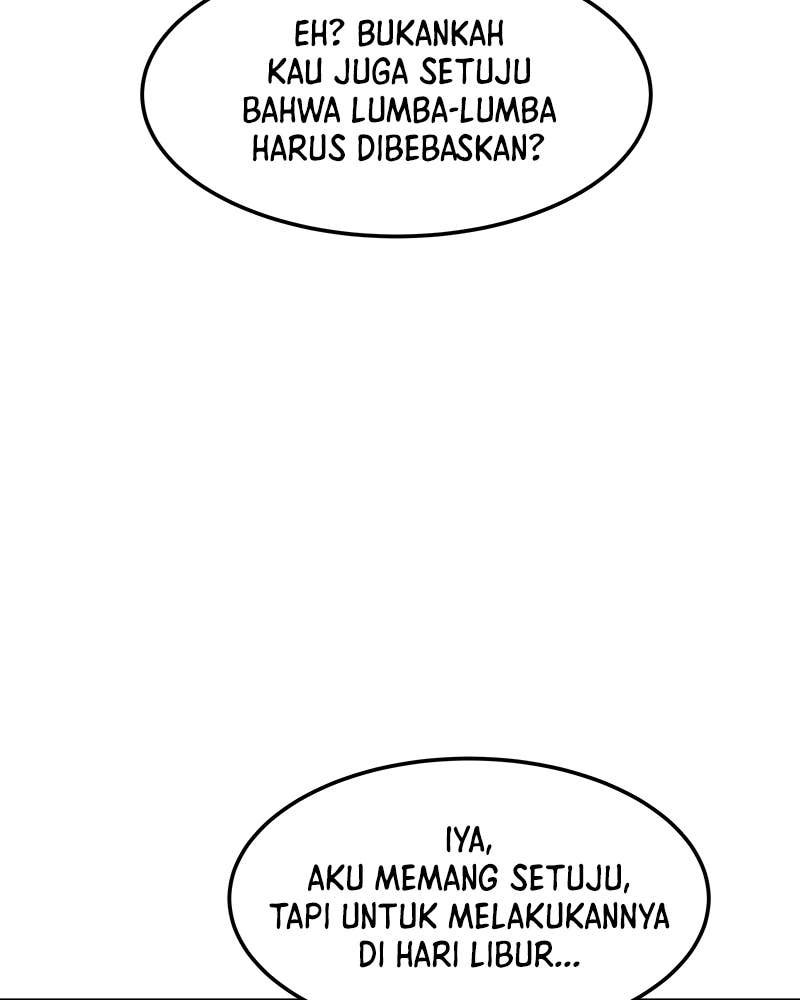 EH? BUKANKAH
KAU JUGA SETUJU
BAHWA LUMBA-LUMBA
HARUS DIBEBASKAN?
IYA,
AKU MEMANG SETUJU,
TAPI UNTUK MELAKUKANNYA
DI HARI LIBUR...